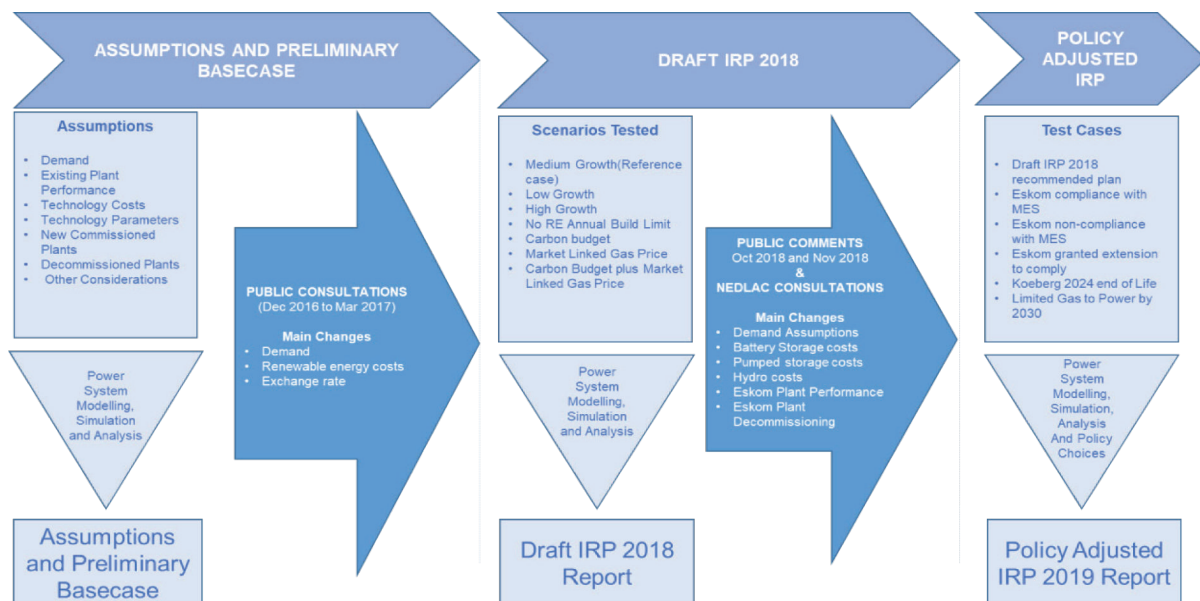 ASSUMPTIONS AND PRELIMINARY
BASECASE
DRAFT IRP 2018
POLICY
ADJUSTED
IRP
Assumptions
• Demand
• Existing Plant
Performance
• Technology Costs
• Technology Parameters
• New Commissioned
Plants
• Decommissioned Plants
• Other Considerations
Power
System
Modelling,
Simulation
and Analysis
Assumptions
and Preliminary
Basecase
PUBLIC CONSULTATIONS
(Dec 2016 to Mar 2017)
Main Changes
• Demand
• Renewable energy costs
• Exchange rate
Scenarios Tested
• Medium Growth(Reference
case)
• Low Growth
• High Growth
• No RE Annual Build Limit
• Carbon budget
• Market Linked Gas Price
• Carbon Budget plus Market
Linked Gas Price
Power
System
Modelling,
Simulation
and Analysis
Draft IRP 2018
Report
PUBLIC COMMENTS
Oct 2018 and Nov 2018
&
NEDLAC CONSULTATIONS
Main Changes
• Demand Assumptions
• Battery Storage costs
• Pumped storage costs
• Hydro costs
• Eskom Plant Performance
• Eskom Plant
Decommissioning
Test Cases
• Draft IRP 2018
recommended plan
• Eskom compliance with
MES
• Eskom non-compliance
with MES
• Eskom granted extension
to comply
• Koeberg 2024 end of Life
• Limited Gas to Power by
2030
Power
System
Modelling,
Simulation,
Analysis
And Policy
Choices
Policy Adjusted
IRP 2019 Report